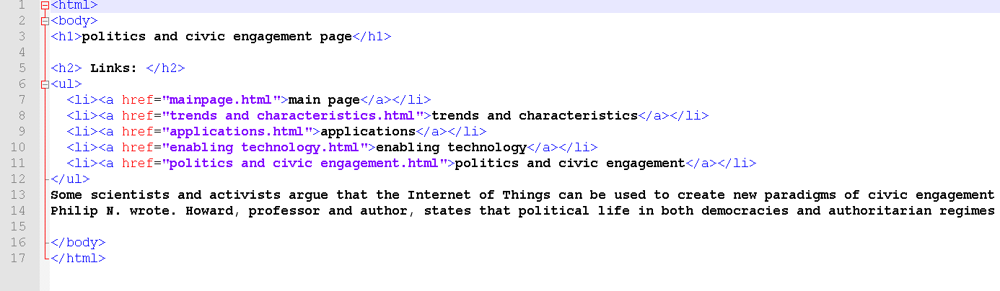 1 <html>
2 <body>
3 <h1>politics and civic engagement page</h1>
4
5 <h2> Links: </h2>
6 <ul>
7 <li><a href="mainpage.html">main page</a></li>
8 <li><a href="trends and characteristics.html">trends and characteristics</a></li>
9 <li><a href="applications.html">applications</a></li>
10 <li><a href="enabling technology.html">enabling technology</a></li>
11 <li><a href="politics and civic engagement.html">politics and civic engagement</a></li>
12 </ul>
13 Some scientists and activists argue that the Internet of Things can be used to create new paradigms of civic engagement
14 Philip N. wrote. Howard, professor and author, states that political life in both democracies and authoritarian regimes
15
16 </body>
17 </html>